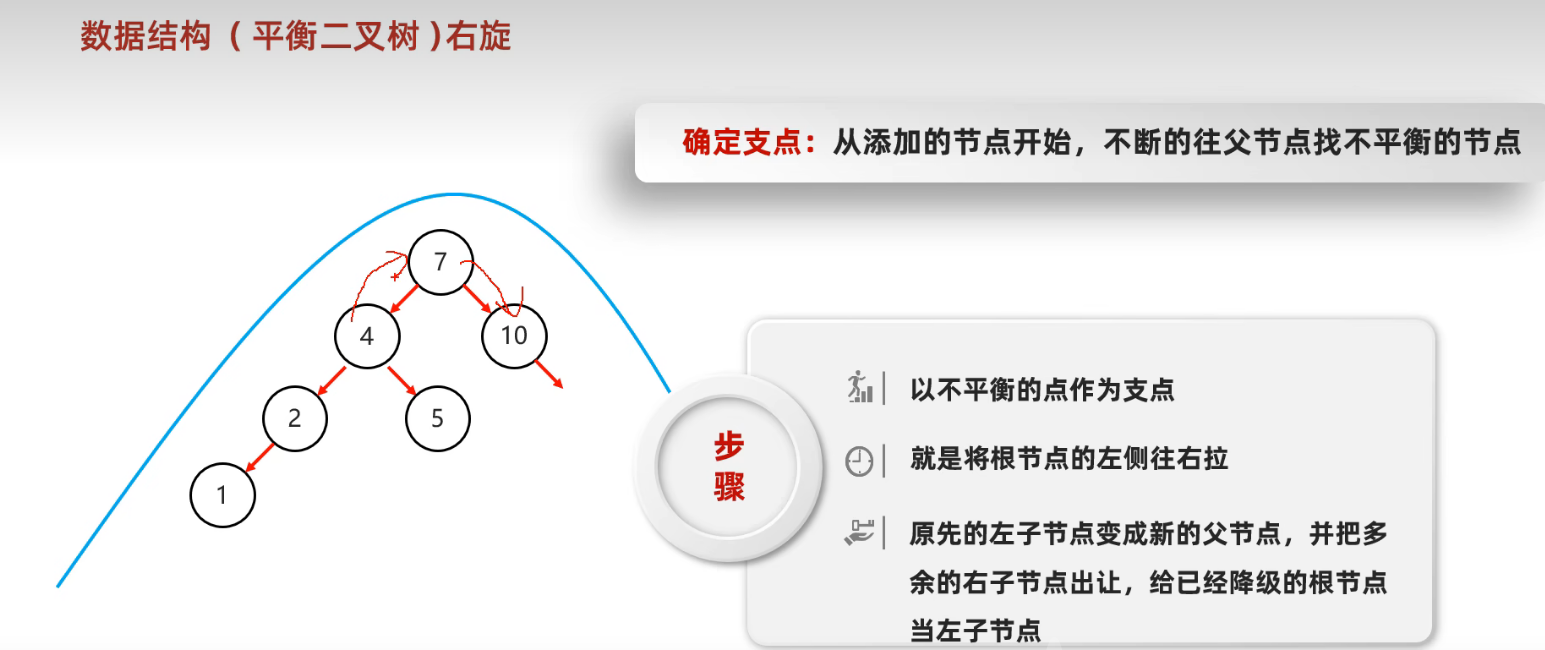 数据结构（平衡二叉树）右旋
确定支点：从添加的节点开始，不断的往父节点找不平衡的节点
7
4
10
2
5
1
步
骤
以不平衡的点作为支点
就是将根节点的左侧往右拉
原先的左子节点变成新的父节点，并把多
余的右子节点出让，给已经降级的根节点
当左子节点